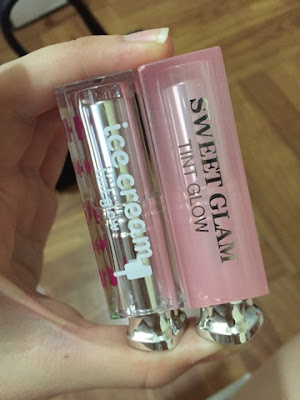 ice cream
SWEET GLAM
TINT GLOW